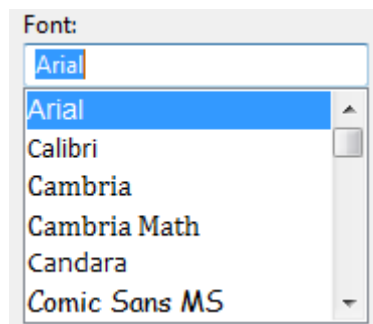 Font:
Arial
Arial
Calibri
Cambria
Cambria Math
Candara
Comic Sans MS